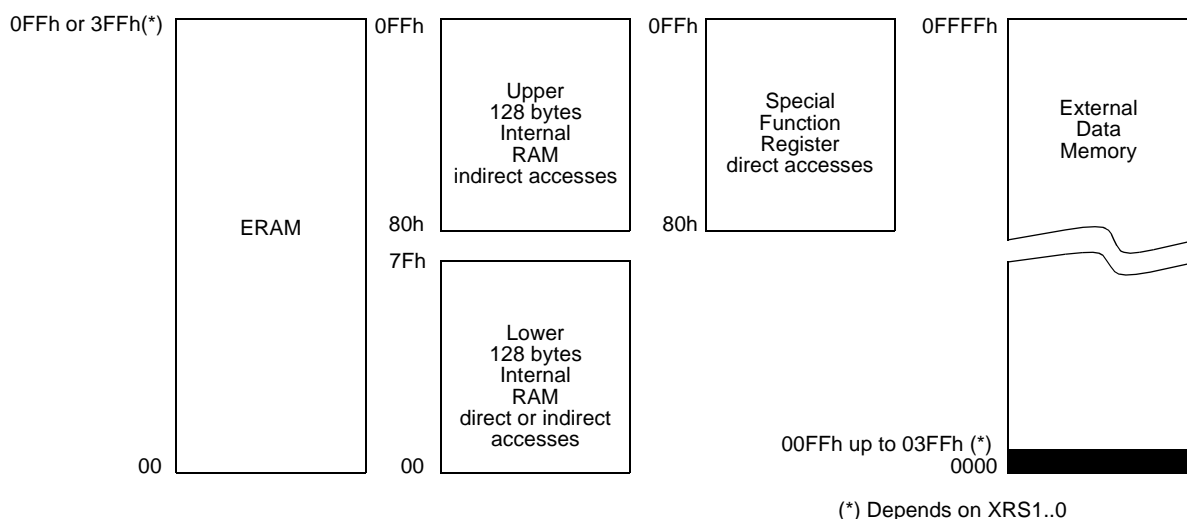 0FFh or 3FFh(*)
ERAM
00
0FFh
Upper
128 bytes
Internal
RAM
indirect accesses
80h
7Fh
Lower
128 bytes
Internal
RAM
direct or indirect
accesses
00
0FFh
Special
Function
Register
direct accesses
80h
0FFFFh
External
Data
Memory
00FFh up to 03FFh (*)
0000
(*) Depends on XRS1..0